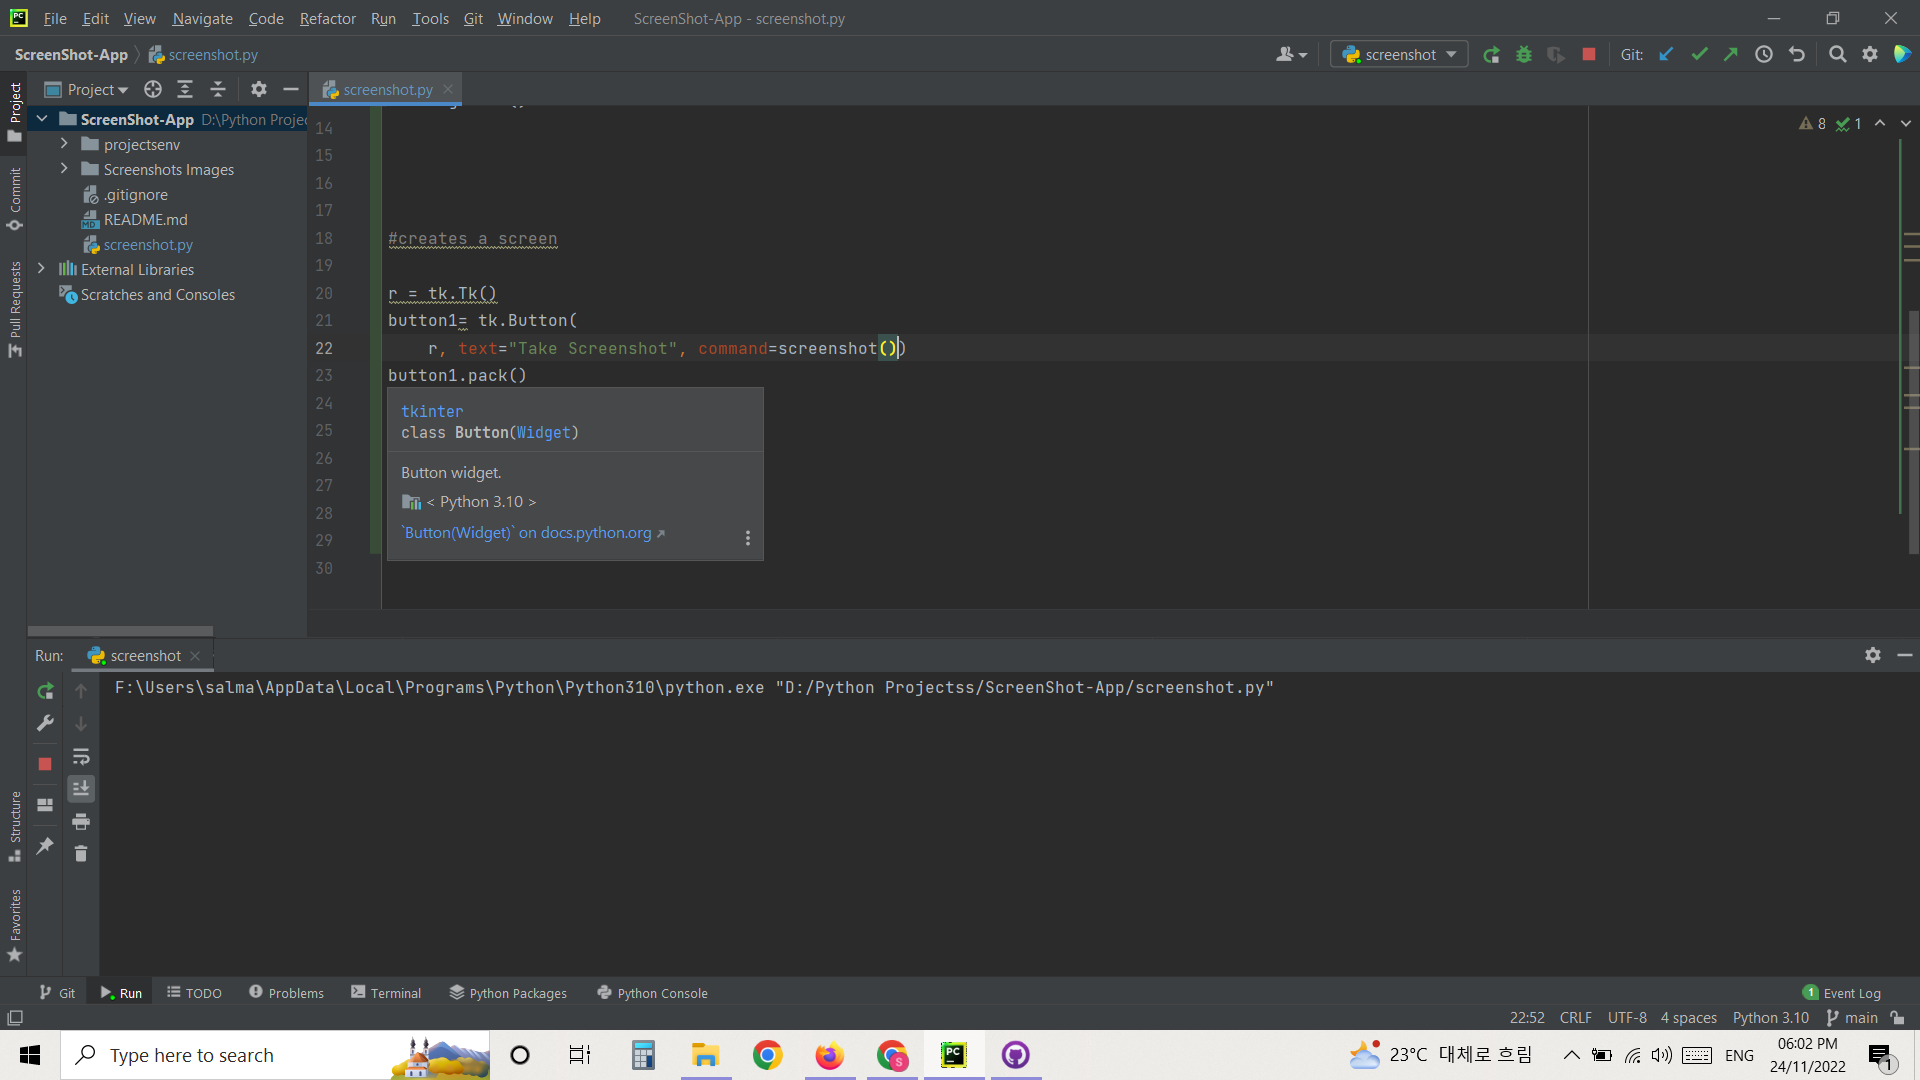 File Edit View Navigate Code Refactor Run Tools Git Window Help ScreenShot-App - screenshot.py
ScreenShot-App screenshot.py screenshot Git:
Project screenshot.py
ScreenShot-App D:\Python Projec
projectsenv
Screenshots Images
.gitignore
README.md
screenshot.py
External Libraries
Scratches and Consoles
Project
Commit
Pull Requests
Structure
Favorites
8 1
14
15
16
17
18 #creates a screen
19
20 r = tk.Tk()
21 button1= tk.Button(
22 r, text="Take Screenshot", command=screenshot())
23 button1.pack()
24
25
26
27
28
29
30
tkinter
class Button(Widget)
Button widget.
< Python 3.10 >
`Button(Widget)` on docs.python.org
Run: screenshot
F:\Users\salma\AppData\Local\Programs\Python\Python310\python.exe "D:/Python Projectss/ScreenShot-App/screenshot.py"
Git Run TODO Problems Terminal Python Packages Python Console 1 Event Log
22:52 CRLF UTF-8 4 spaces Python 3.10 main
Type here to search
23°C 대체로 흐림 ENG
06:02 PM
24/11/2022
1